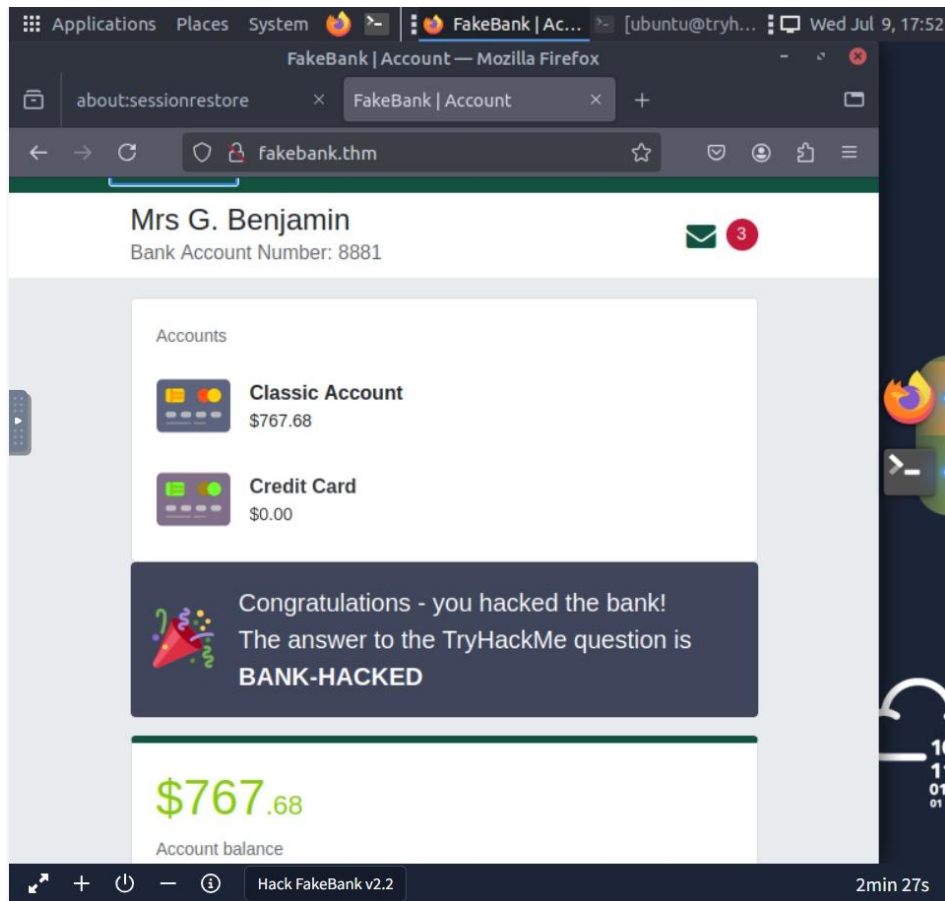 Applications Places System FakeBank | Ac... [ubuntu@tryh... Wed Jul 9, 17:52
FakeBank | Account — Mozilla Firefox
about:sessionrestore FakeBank | Account
fakebank.thm
Mrs G. Benjamin
Bank Account Number: 8881
3
Accounts
Classic Account
$767.68
Credit Card
$0.00
Congratulations - you hacked the bank!
The answer to the TryHackMe question is
BANK-HACKED
$767.68
Account balance
Hack FakeBank v2.2
2min 27s